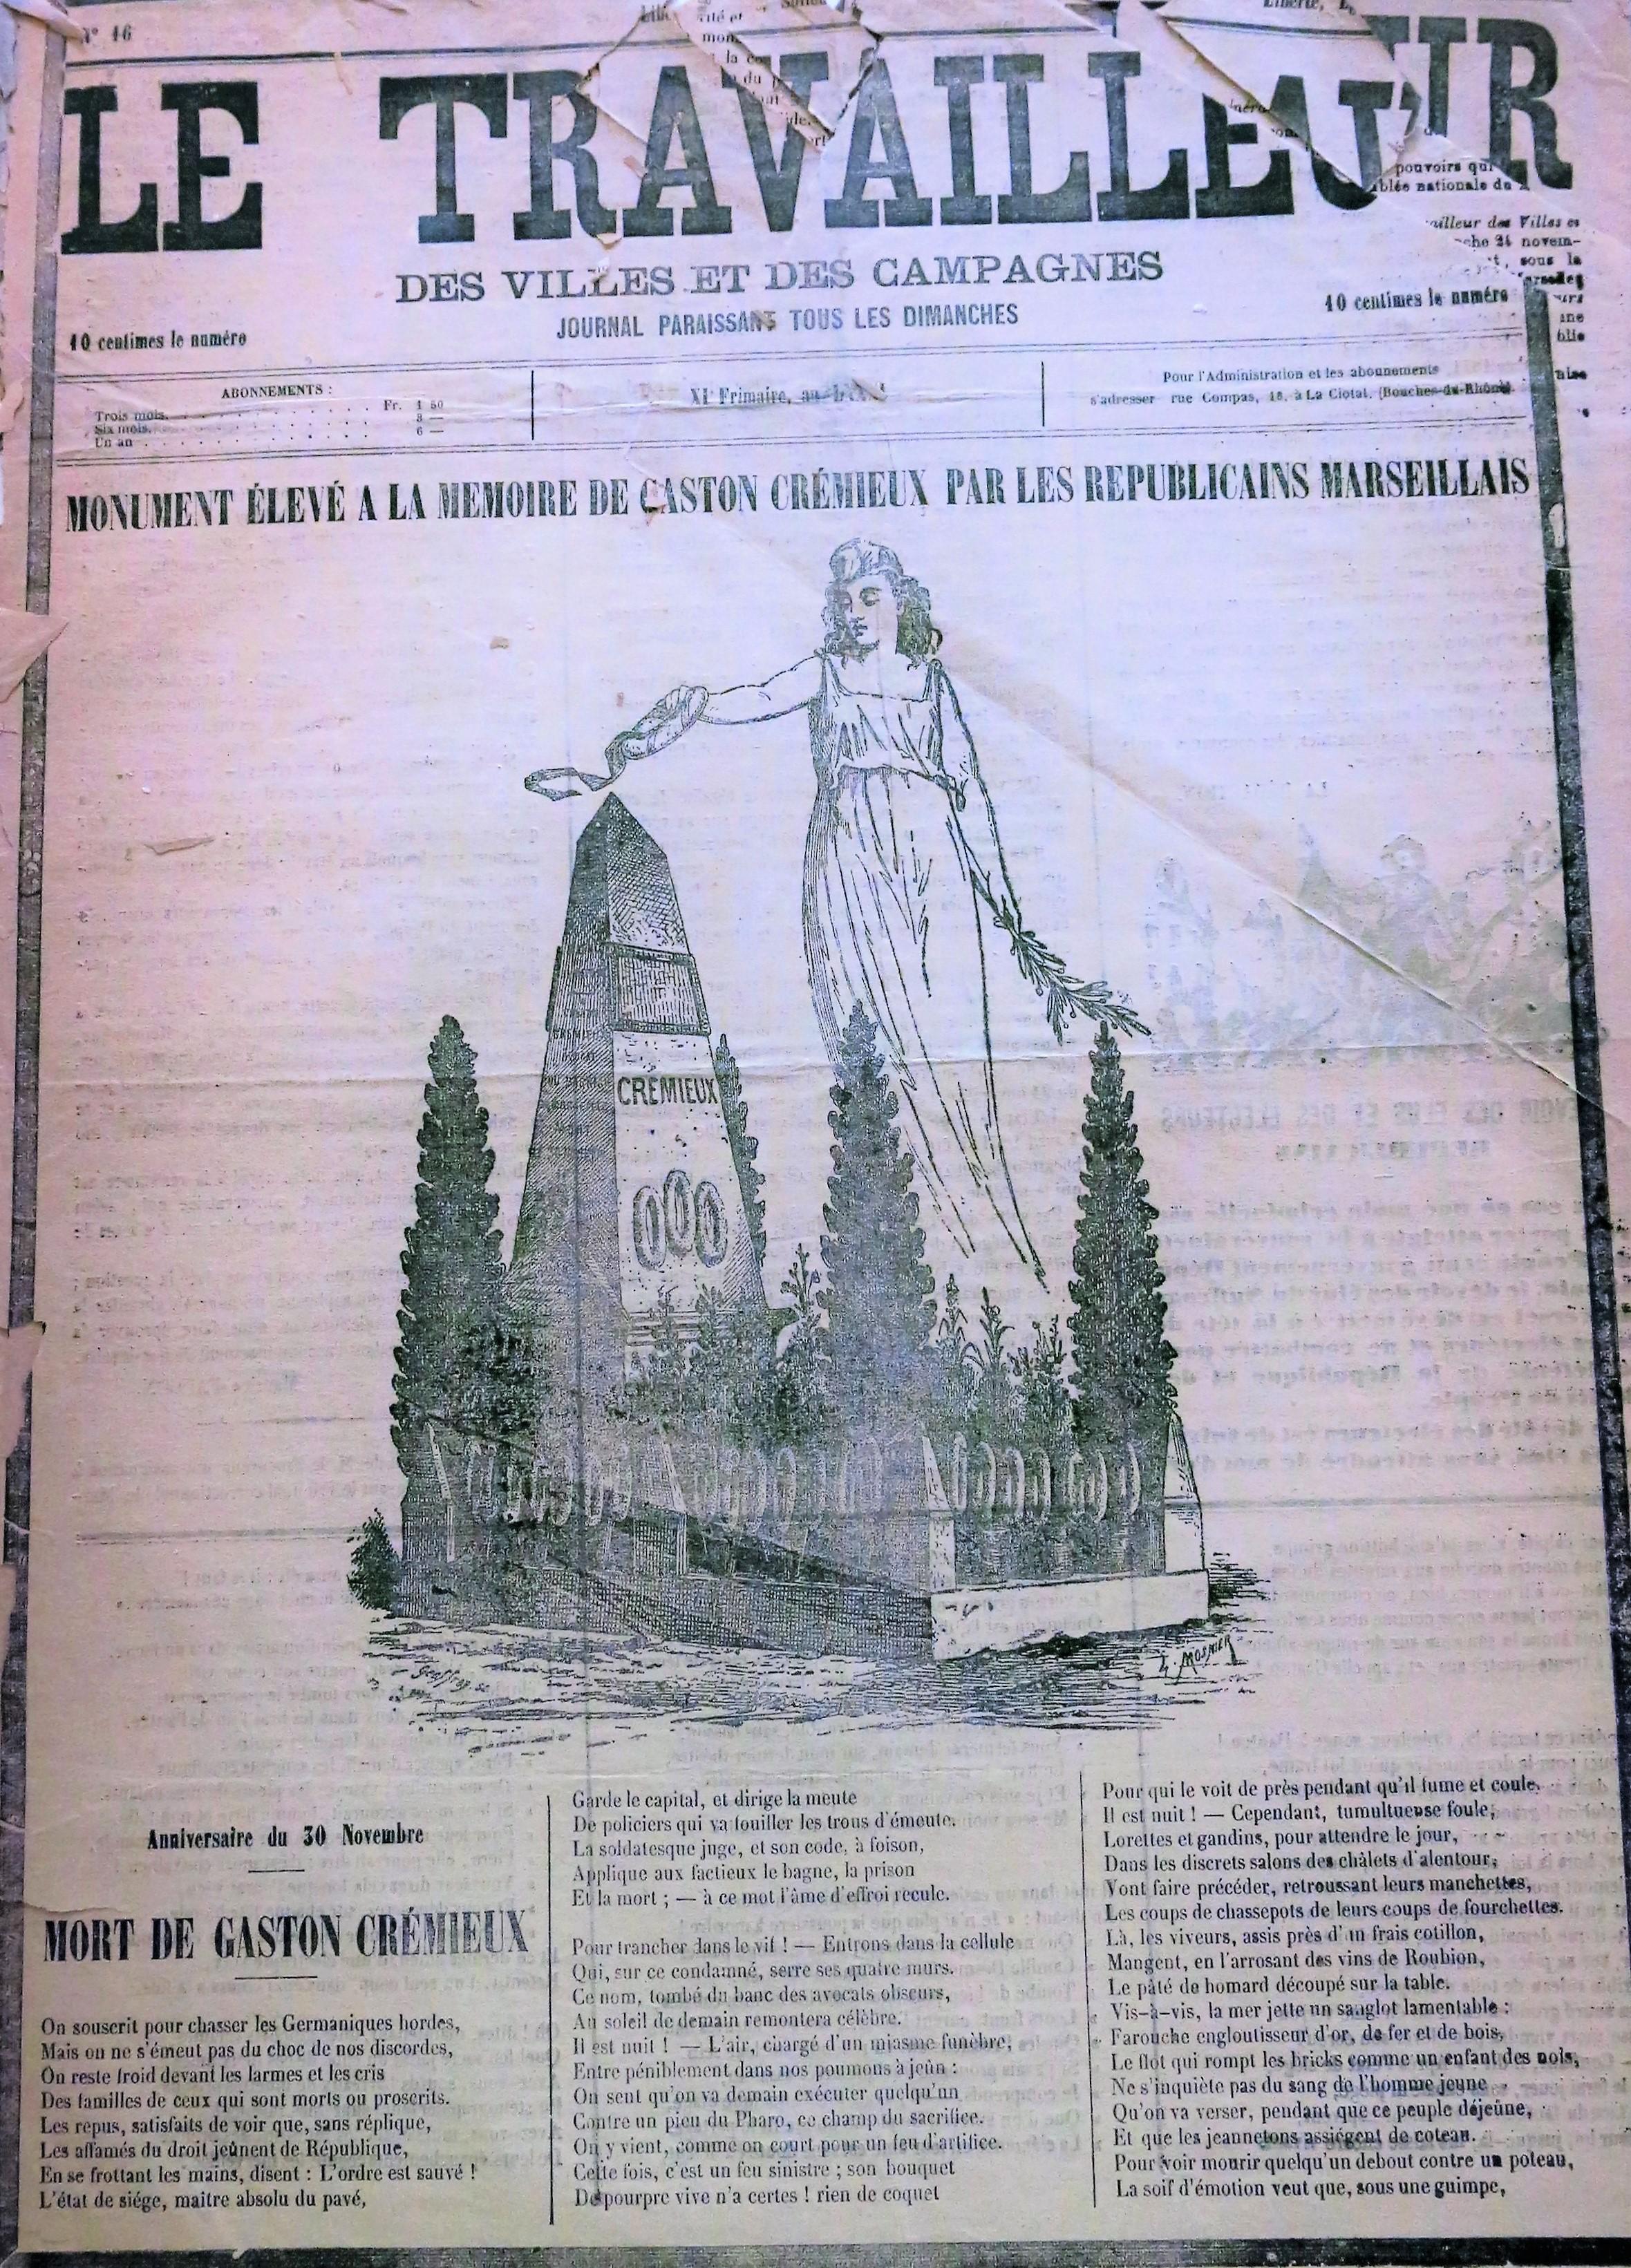 N° 16
LE TRAVAILLEUR
DES VILLES ET DES CAMPAGNES
JOURNAL PARAISSANT TOUS LES DIMANCHES
10 centimes le numéro
10 centimes le numéro
pouvoirs qui
nationale du
Villes et
24 novem-
sous la
ABONNEMENTS :
Trois mois. Fr. 1 50
Six mois. 3 —
Un an 6 —
XI Frimaire, an
Pour l'Administration et les abonnements
s'adresser rue Compas, 18, à La Ciotat. (Bouches-du-Rhône)
MONUMENT ÉLEVÉ A LA MEMOIRE DE GASTON CRÉMIEUX PAR LES REPUBLICAINS MARSEILLAIS
CREMIEUX
Anniversaire du 30 Novembre
MORT DE GASTON CRÉMIEUX
On souscrit pour chasser les Germaniques hordes,
Mais on ne s'émeut pas du choc de nos discordes,
On reste froid devant les larmes et les cris
Des familles de ceux qui sont morts ou proscrits.
Les repus, satisfaits de voir que, sans réplique,
Les affamés du droit jeûnent de République,
En se frottant les mains, disent : L'ordre est sauvé !
L'état de siége, maître absolu du pavé,
Garde le capital, et dirige la meute
De policiers qui va fouiller les trous d'émeute.
La soldatesque juge, et son code, à foison,
Applique aux factieux le bagne, la prison
Et la mort ; — à ce mot l'âme d'effroi recule.
Pour trancher dans le vif ! — Entrons dans la cellule
Qui, sur ce condamné, serre ses quatre murs.
Ce nom, tombé du banc des avocats obscurs,
Au soleil de demain remontera célèbre.
Il est nuit ! — L'air, chargé d'un miasme funèbre,
Entre péniblement dans nos poumons à jeûn :
On sent qu'on va demain exécuter quelqu'un
Contre un pieu du Pharo, ce champ du sacrifice.
On y vient, comme on court pour un feu d'artifice.
Cette fois, c'est un feu sinistre ; son bouquet
De pourpre vive n'a certes ! rien de coquet
Pour qui le voit de près pendant qu'il fume et coule.
Il est nuit ! — Cependant, tumultueuse foule,
Lorettes et gandins, pour attendre le jour,
Dans les discrets salons des châlets d'alentour,
Vont faire précéder, retroussant leurs manchettes,
Les coups de chassepots de leurs coups de fourchettes.
Là, les viveurs, assis près d'un frais cotillon,
Mangent, en l'arrosant des vins de Roubion,
Le pâté de homard découpé sur la table.
Vis-à-vis, la mer jette un sanglot lamentable :
Farouche engloutisseur d'or, de fer et de bois,
Le flot qui rompt les bricks comme un enfant des nois,
Ne s'inquiète pas du sang de l'homme jeune
Qu'on va verser, pendant que ce peuple déjeûne,
Et que les jeannetons assiégent de coteau.
Pour voir mourir quelqu'un debout contre un poteau,
La soif d'émotion veut que, sous une guimpe,